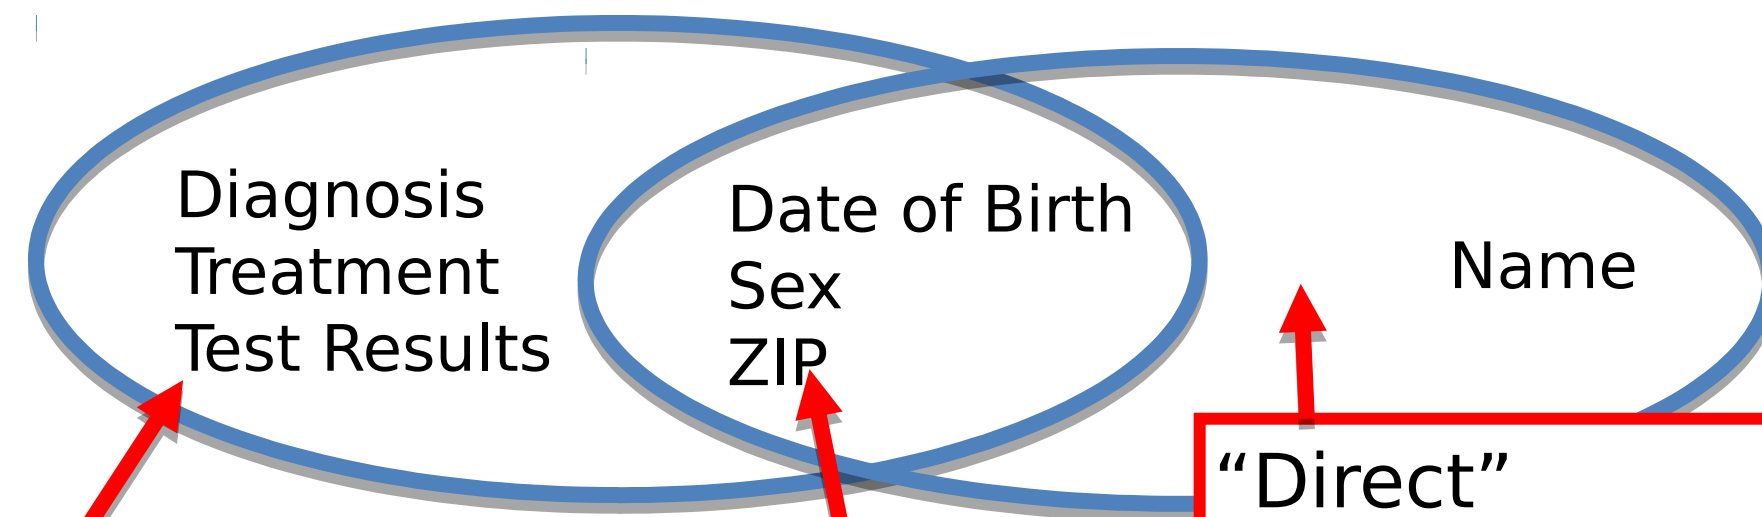 Diagnosis
Treatment
Test Results
Date of Birth
Sex
ZIP
Name
“Direct”